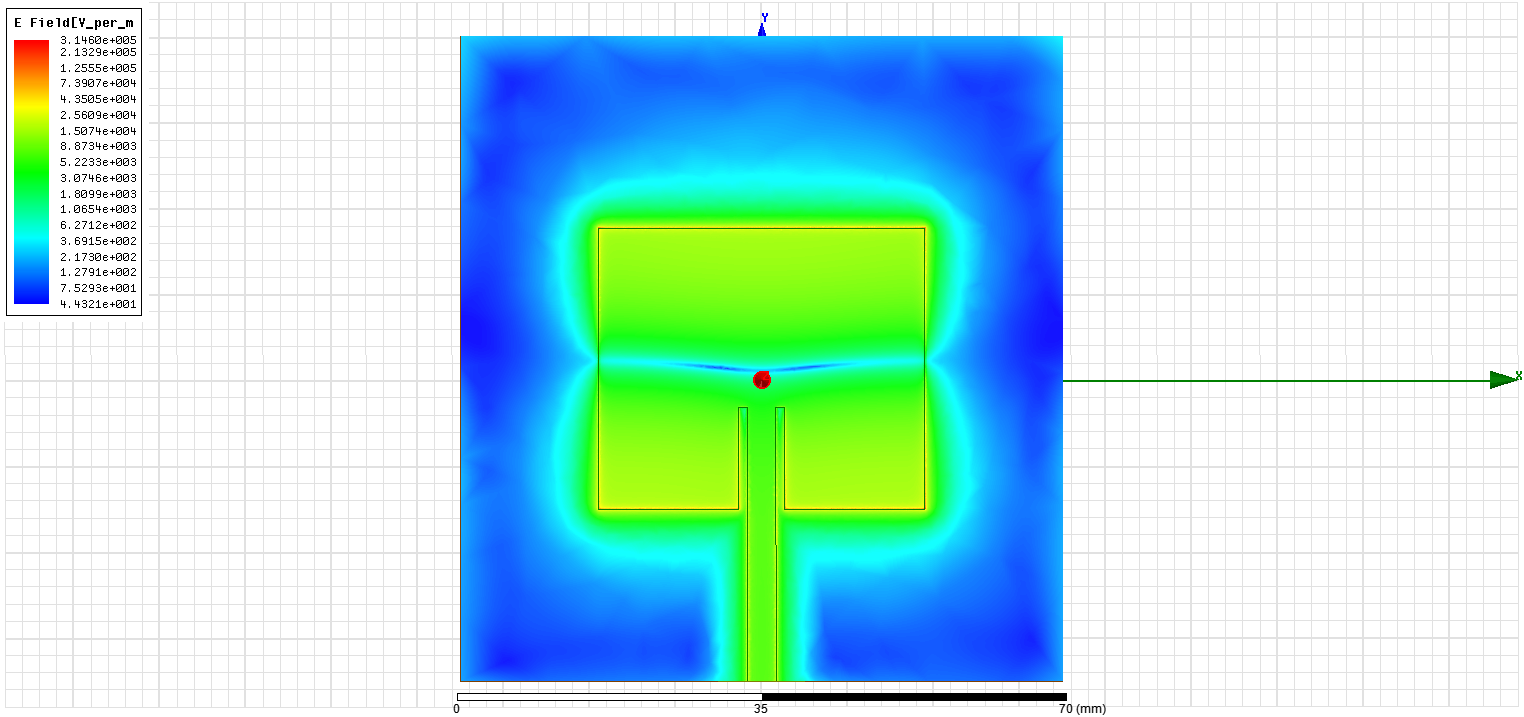 E Field[V_per_m
3.1460e+005
2.1329e+005
1.2555e+005
7.3907e+004
4.3505e+004
2.5609e+004
1.5074e+004
8.8734e+003
5.2233e+003
3.0746e+003
1.8099e+003
1.0654e+003
6.2712e+002
3.6915e+002
2.1730e+002
1.2791e+002
7.5293e+001
4.4321e+001
Y
X
0 35 70 (mm)